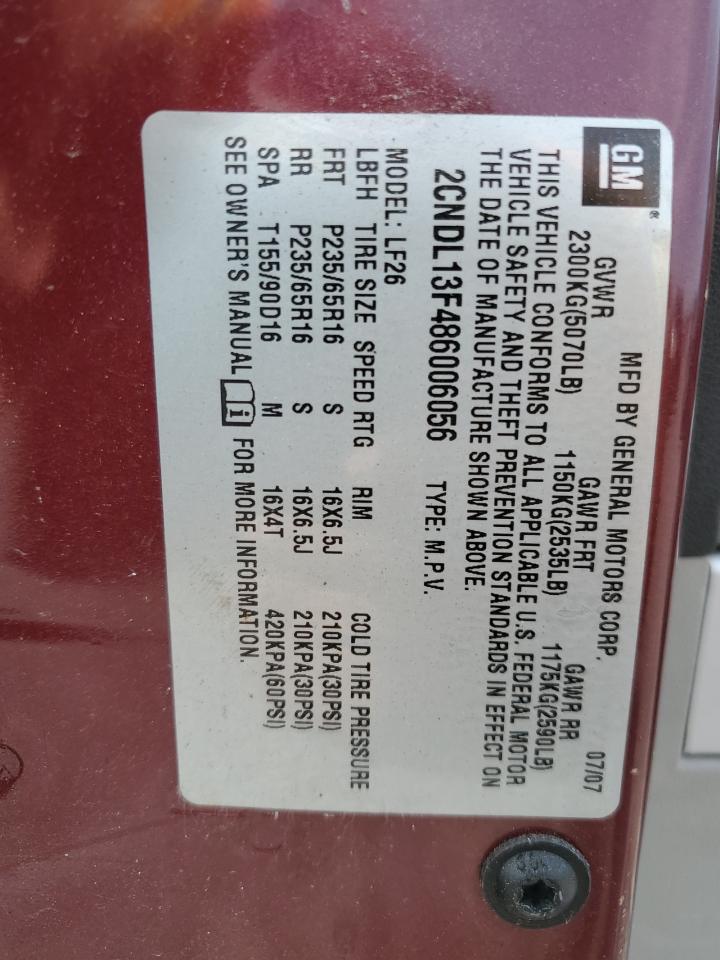 GM®
MFD BY GENERAL MOTORS CORP. 07/07
GVWR GAWR FRT GAWR RR
2300KG(5070LB) 1150KG(2535LB) 1175KG(2590LB)
THIS VEHICLE CONFORMS TO ALL APPLICABLE U.S. FEDERAL MOTOR
VEHICLE SAFETY AND THEFT PREVENTION STANDARDS IN EFFECT ON
THE DATE OF MANUFACTURE SHOWN ABOVE.
2CNDL13F486006056 TYPE: M.P.V.
MODEL: LF26
LBFH TIRE SIZE SPEED RTG RIM COLD TIRE PRESSURE
FRT P235/65R16 S 16X6.5J 210KPA(30PSI)
RR P235/65R16 S 16X6.5J 210KPA(30PSI)
SPA T155/90D16 M 16X4T 420KPA(60PSI)
SEE OWNER'S MANUAL i FOR MORE INFORMATION.